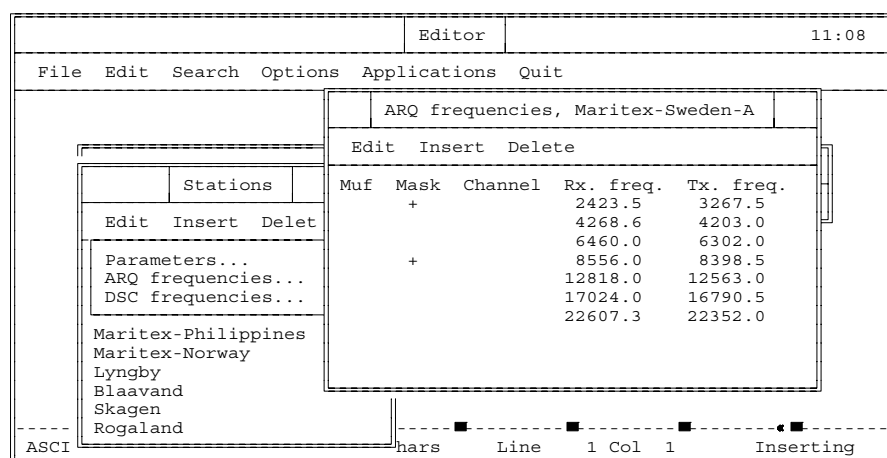 Editor 11:08
File Edit Search Options Applications Quit
ARQ frequencies, Maritex-Sweden-A
Edit Insert Delete
Muf Mask Channel Rx. freq. Tx. freq.
+ 2423.5 3267.5
4268.6 4203.0
6460.0 6302.0
+ 8556.0 8398.5
12818.0 12563.0
17024.0 16790.5
22607.3 22352.0
Stations
Edit Insert Delet
Parameters...
ARQ frequencies...
DSC frequencies...
Maritex-Philippines
Maritex-Norway
Lyngby
Blaavand
Skagen
Rogaland
ASCI hars Line 1 Col 1 Inserting